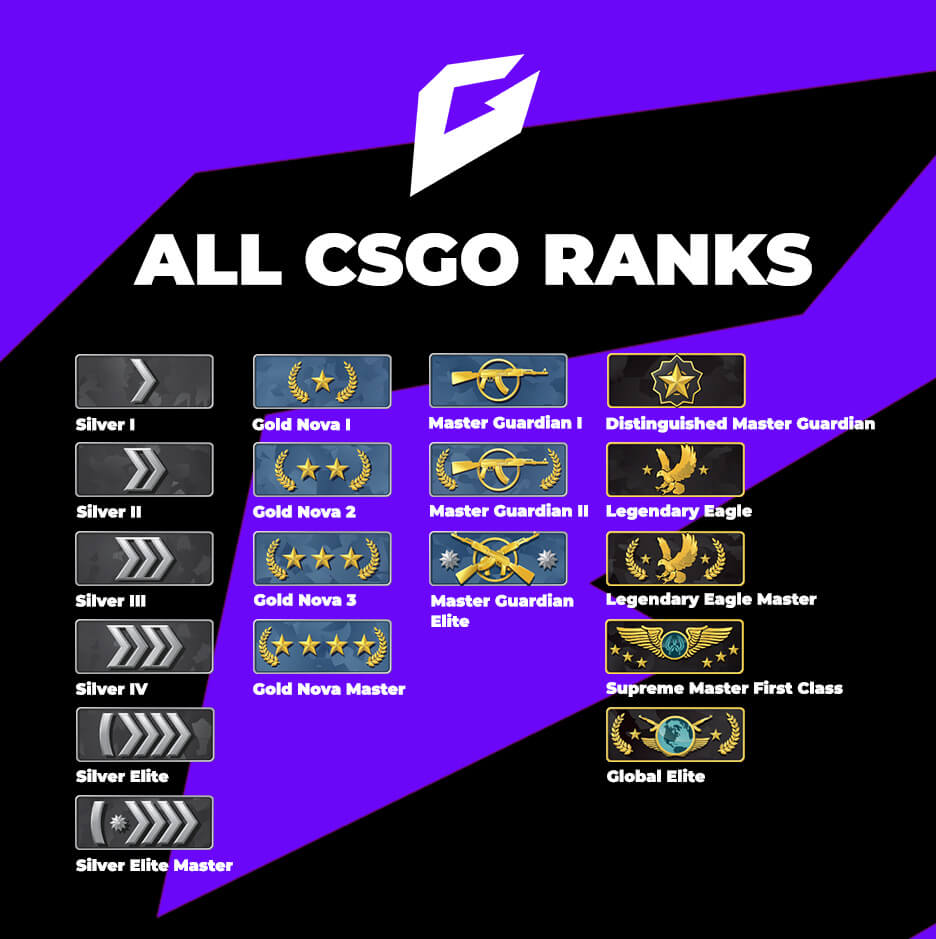 ALL CSGO RANKS
Silver I
Silver II
Silver III
Silver IV
Silver Elite
Silver Elite Master
Gold Nova I
Gold Nova 2
Gold Nova 3
Gold Nova Master
Master Guardian I
Master Guardian II
Master Guardian
Elite
Distinguished Master Guardian
Legendary Eagle
Legendary Eagle Master
Supreme Master First Class
Global Elite